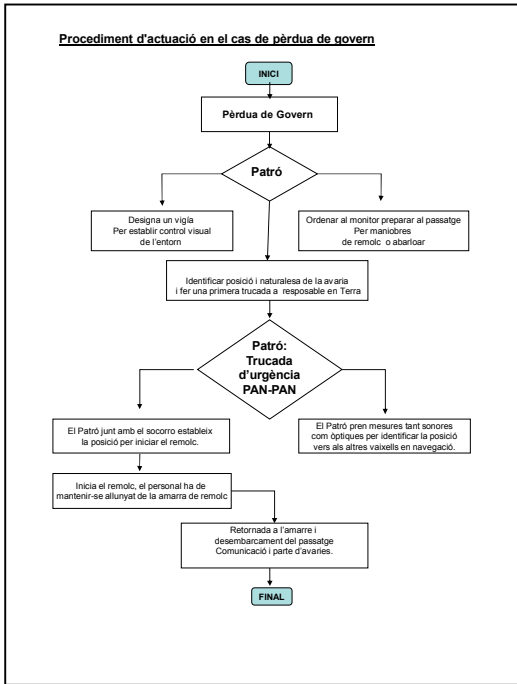 Procediment d'actuació en el cas de pèrdua de govern
INICI
Pèrdua de Govern
Patró
Designa un vigía
Per establir control visual
de l'entorn
Ordenar al monitor preparar al passatge
Per maniobres
de remolc o abarloar
Identificar posició i naturalesa de la avaria
i fer una primera trucada a resposable en Terra
Patró:
Trucada
d'urgència
PAN-PAN
El Patró junt amb el socorro estableix
la posició per iniciar el remolc.
El Patró pren mesures tant sonores
com òptiques per identificar la posició
vers als altres vaixells en navegació.
Inicia el remolc, el personal ha de
mantenir-se allunyat de la amarra de remolc
Retornada a l'amarre i
desembarcament del passatge
Comunicació i parte d'avaries.
FINAL